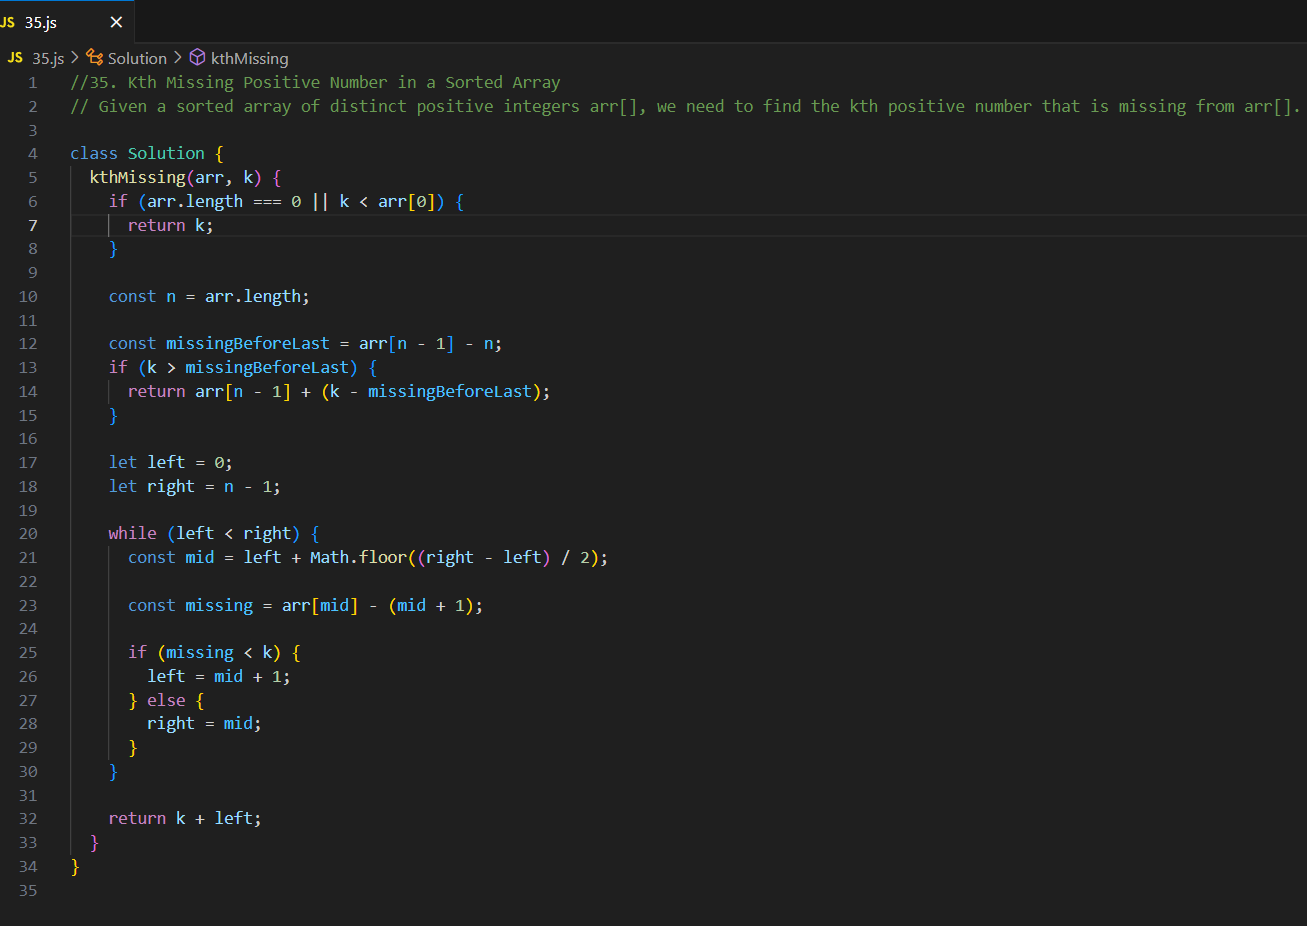 JS 35.js ×
JS 35.js > Solution > kthMissing
1 //35. Kth Missing Positive Number in a Sorted Array
2 // Given a sorted array of distinct positive integers arr[], we need to find the kth positive number that is missing from arr[].
3
4 class Solution {
5 kthMissing(arr, k) {
6 if (arr.length === 0 || k < arr[0]) {
7 return k;
8 }
9
10 const n = arr.length;
11
12 const missingBeforeLast = arr[n - 1] - n;
13 if (k > missingBeforeLast) {
14 return arr[n - 1] + (k - missingBeforeLast);
15 }
16
17 let left = 0;
18 let right = n - 1;
19
20 while (left < right) {
21 const mid = left + Math.floor((right - left) / 2);
22
23 const missing = arr[mid] - (mid + 1);
24
25 if (missing < k) {
26 left = mid + 1;
27 } else {
28 right = mid;
29 }
30 }
31
32 return k + left;
33 }
34 }
35